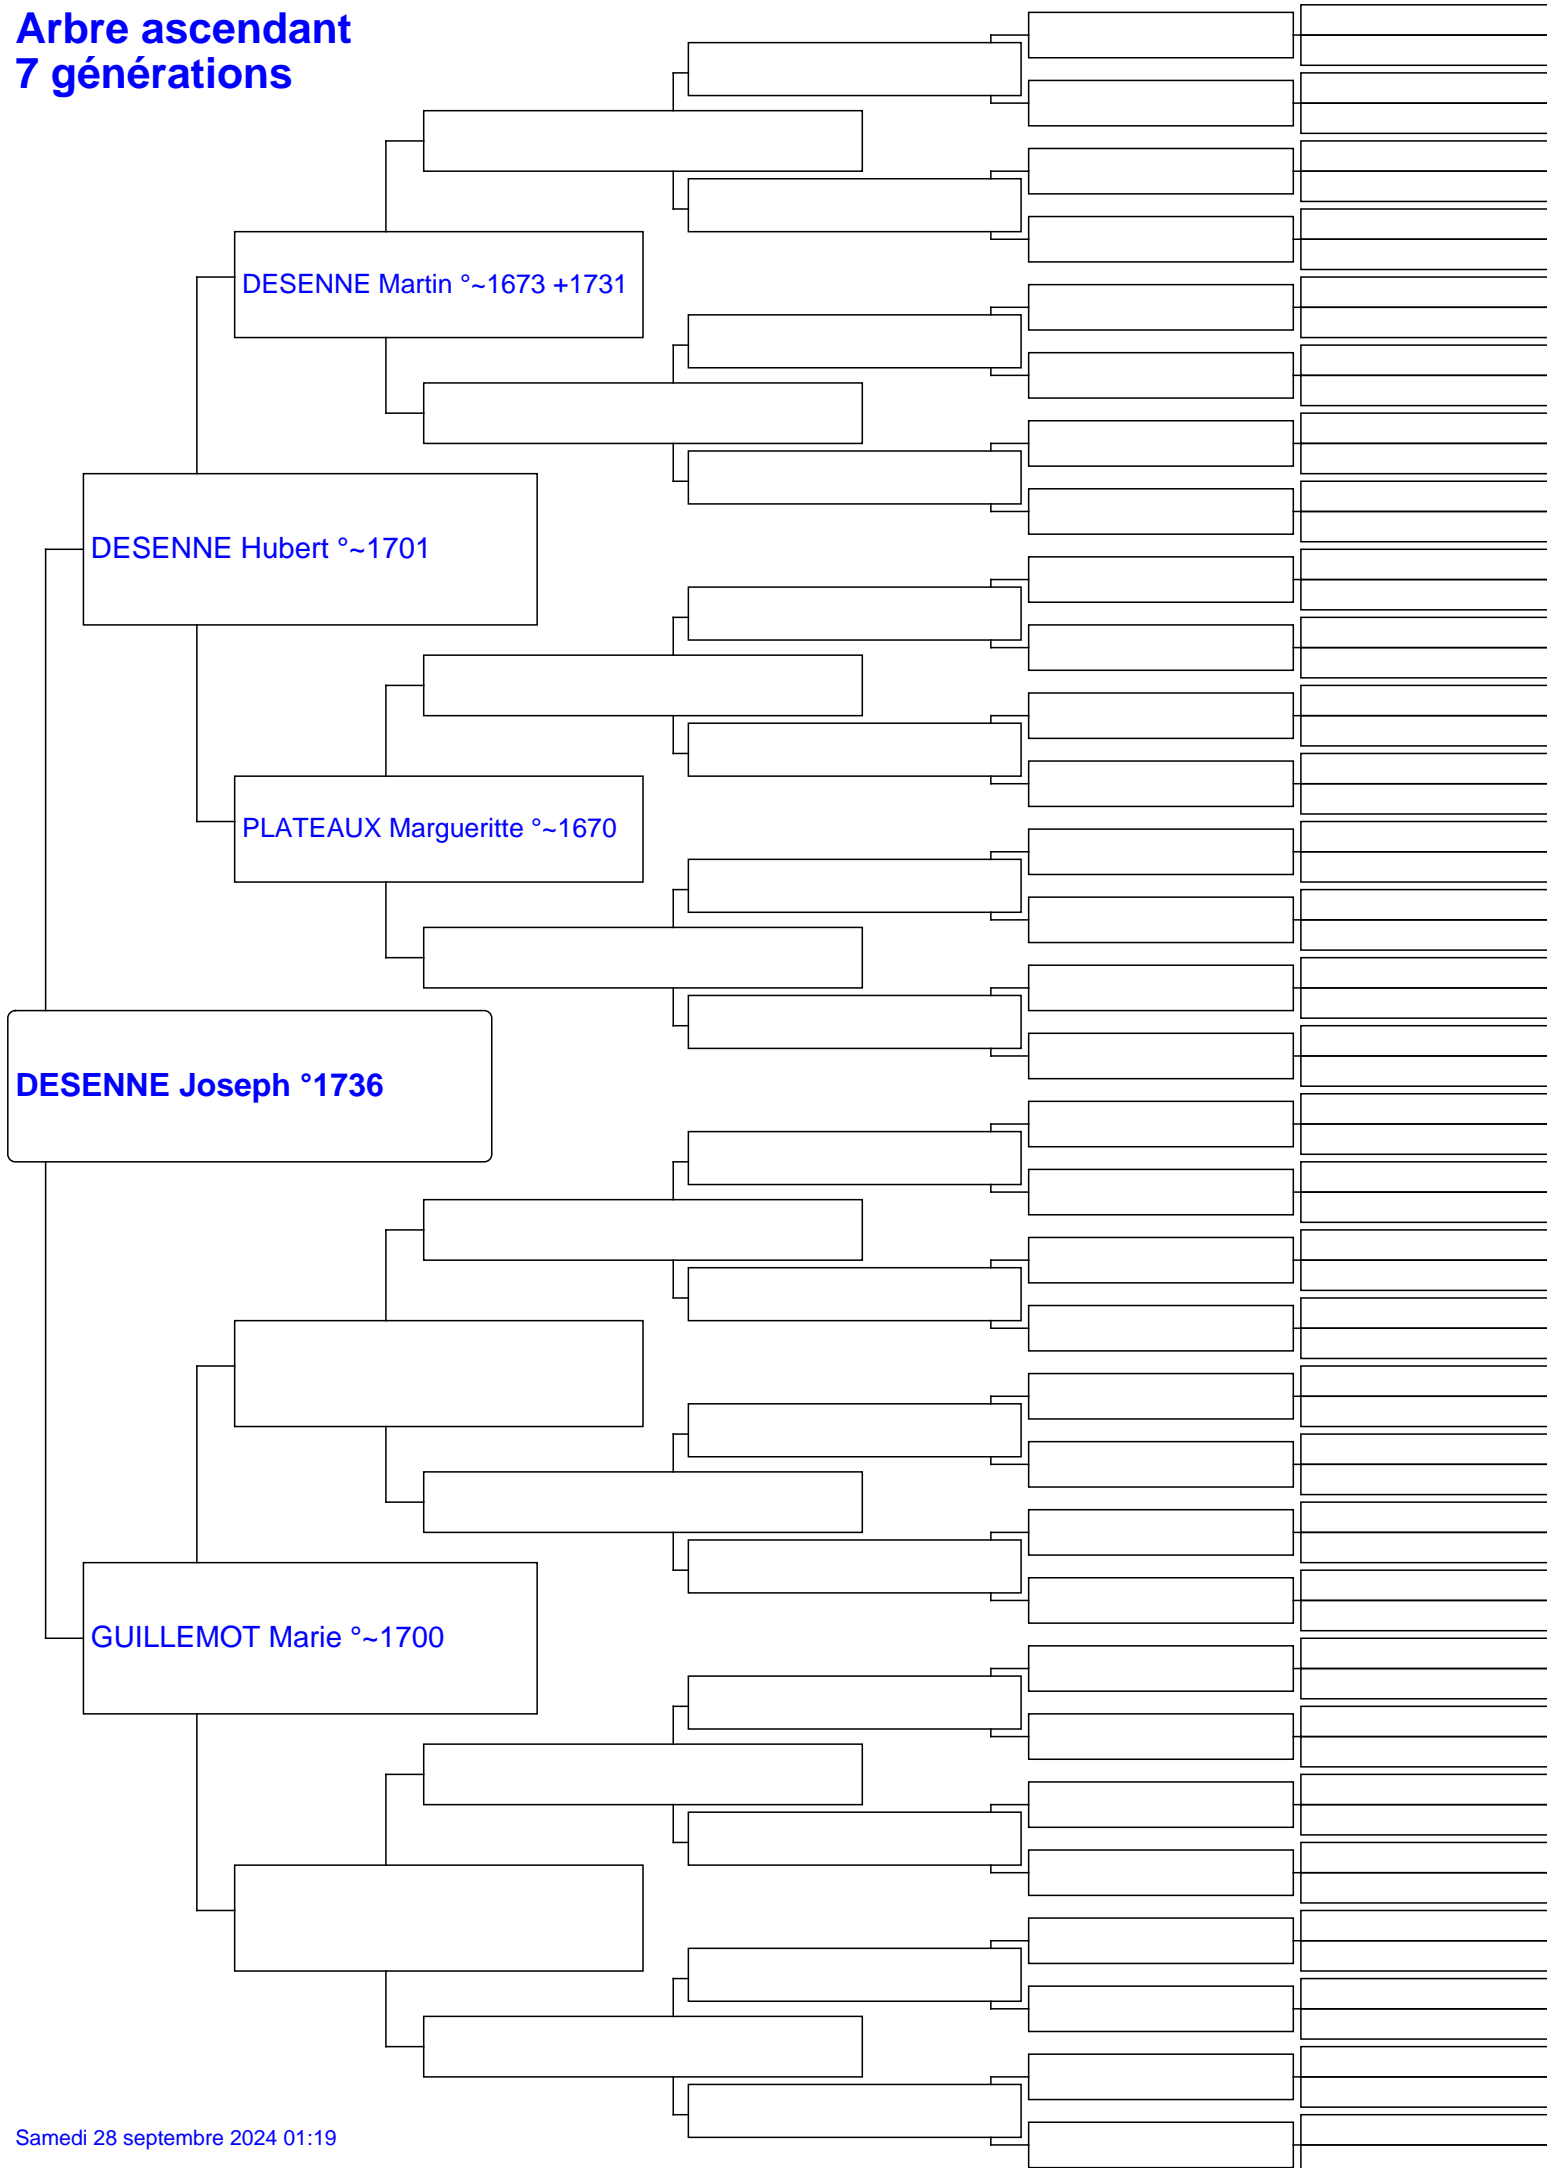 Arbre ascendant
7 générations
DESENNE Martin °~1673 +1731
DESENNE Hubert °~1701
PLATEAUX Margueritte °~1670
DESENNE Joseph °1736
GUILLEMOT Marie °~1700
Samedi 28 septembre 2024 01:19